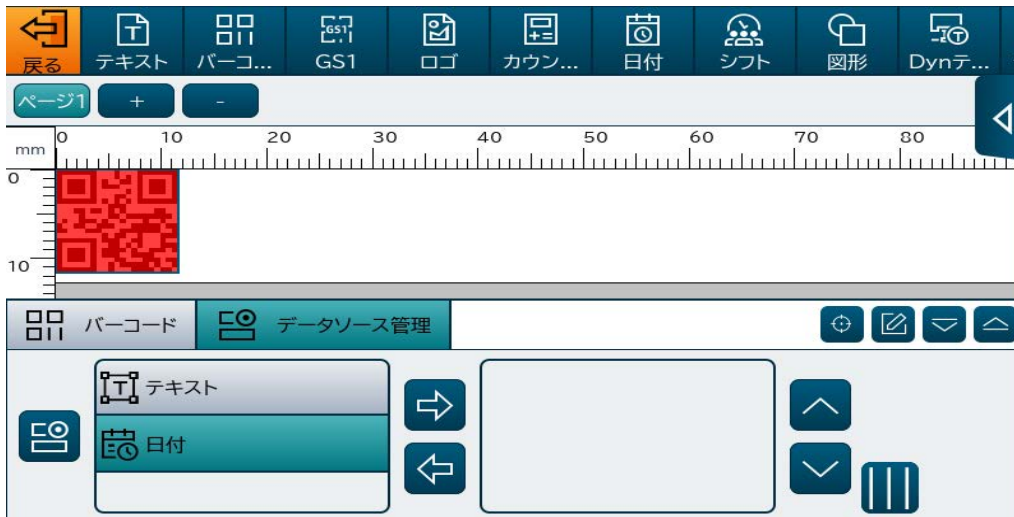 戻る
テキスト
バーコ...
GS1
GS1
ロゴ
カウン...
日付
シフト
図形
Dynテ...
ページ1
+
-
mm
0 10 20 30 40 50 60 70 80
0
10
バーコード
データソース管理
テキスト
日付